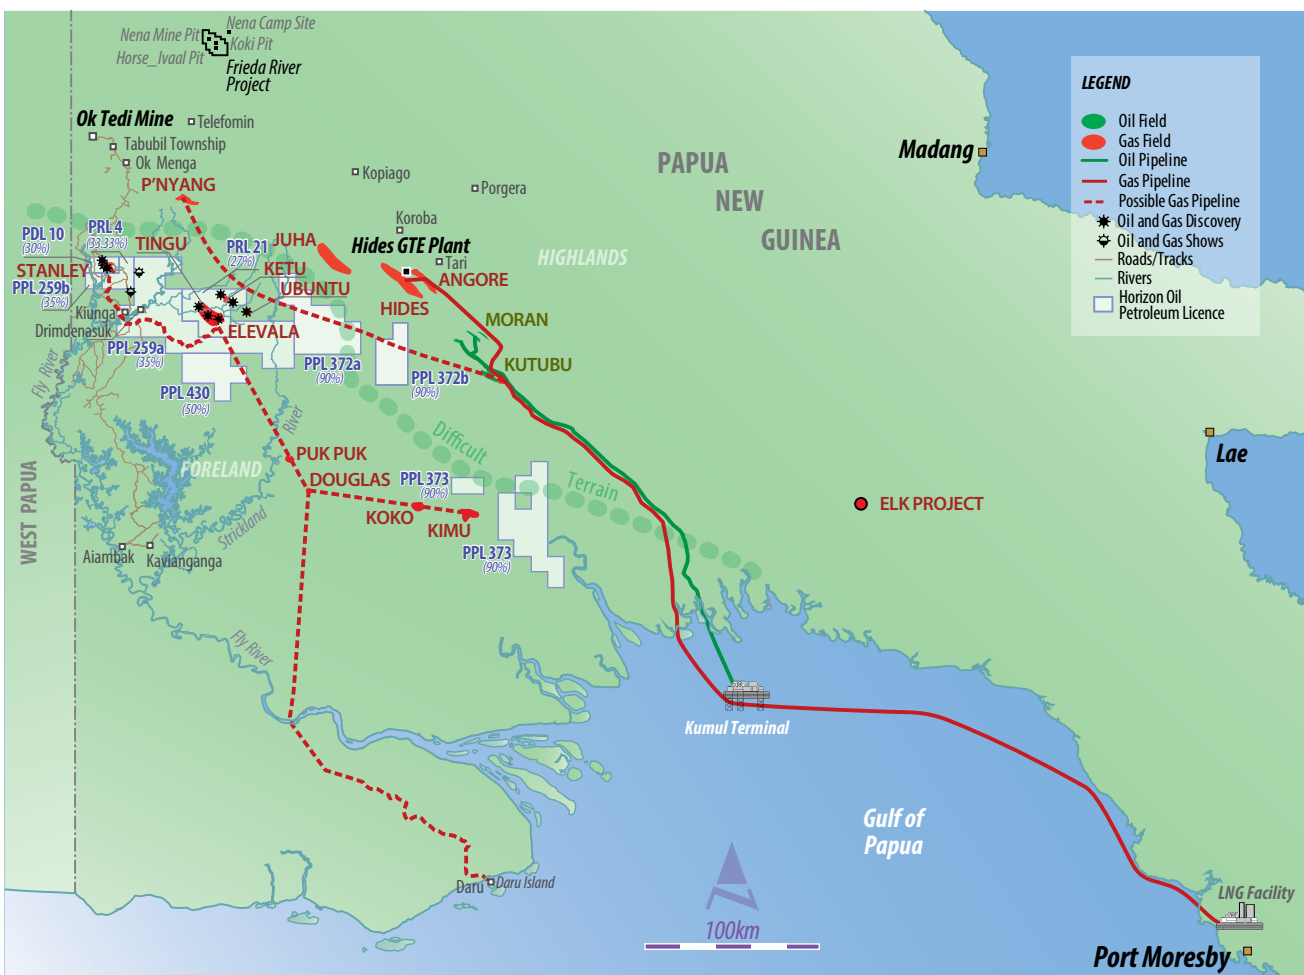 Nena Camp Site
Nena Mine Pit
Koki Pit
Horse_Ivaal Pit
Frieda River
Project
Ok Tedi Mine
Telefomin
Tabubil Township
Ok Menga
P'NYANG
Kopiago
Porgera
PAPUA
NEW
GUINEA
Madang
LEGEND
Oil Field
Gas Field
Oil Pipeline
Gas Pipeline
Possible Gas Pipeline
Oil and Gas Discovery
Oil and Gas Shows
Roads/Tracks
Rivers
Horizon Oil
Petroleum Licence
PDL 10
(30%)
PRL 4
(33.33%)
TINGU
PRL 21
(27%)
JUHA
Koroba
Hides GTE Plant
Tari
HIGHLANDS
STANLEY
KETU
ANGORE
PPL 259b
(35%)
UBUNTU
HIDES
Kiunga
Drimdenasuk
ELEVALA
MORAN
KUTUBU
PPL 259a
(35%)
PPL 372a
(90%)
PPL 372b
(90%)
PPL 430
(50%)
Fly River
River
Strickland
Difficult
Terrain
FORELAND
PUK PUK
DOUGLAS
PPL 373
(90%)
KOKO
KIMU
PPL 373
(90%)
ELK PROJECT
Lae
WEST PAPUA
Aiambak
Kavianganga
Fly River
Kumul Terminal
Gulf of
Papua
Daru
Daru Island
100km
LNG Facility
Port Moresby